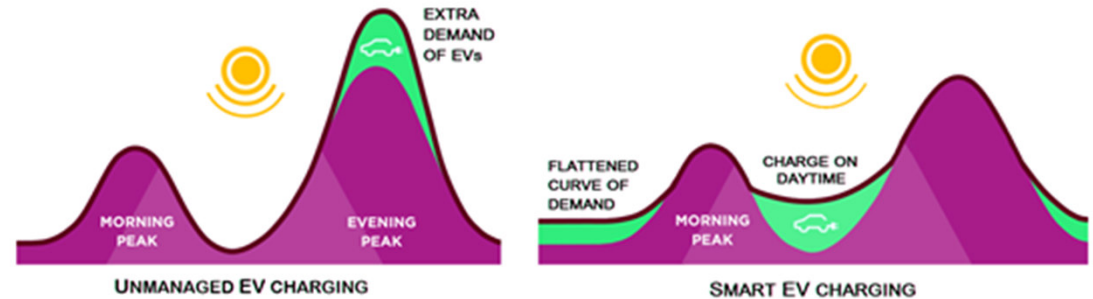 EXTRA
DEMAND
OF EVs
MORNING
PEAK
EVENING
PEAK
UNMANAGED EV CHARGING
FLATTENED
CURVE OF
DEMAND
CHARGE ON
DAYTIME
MORNING
PEAK
SMART EV CHARGING